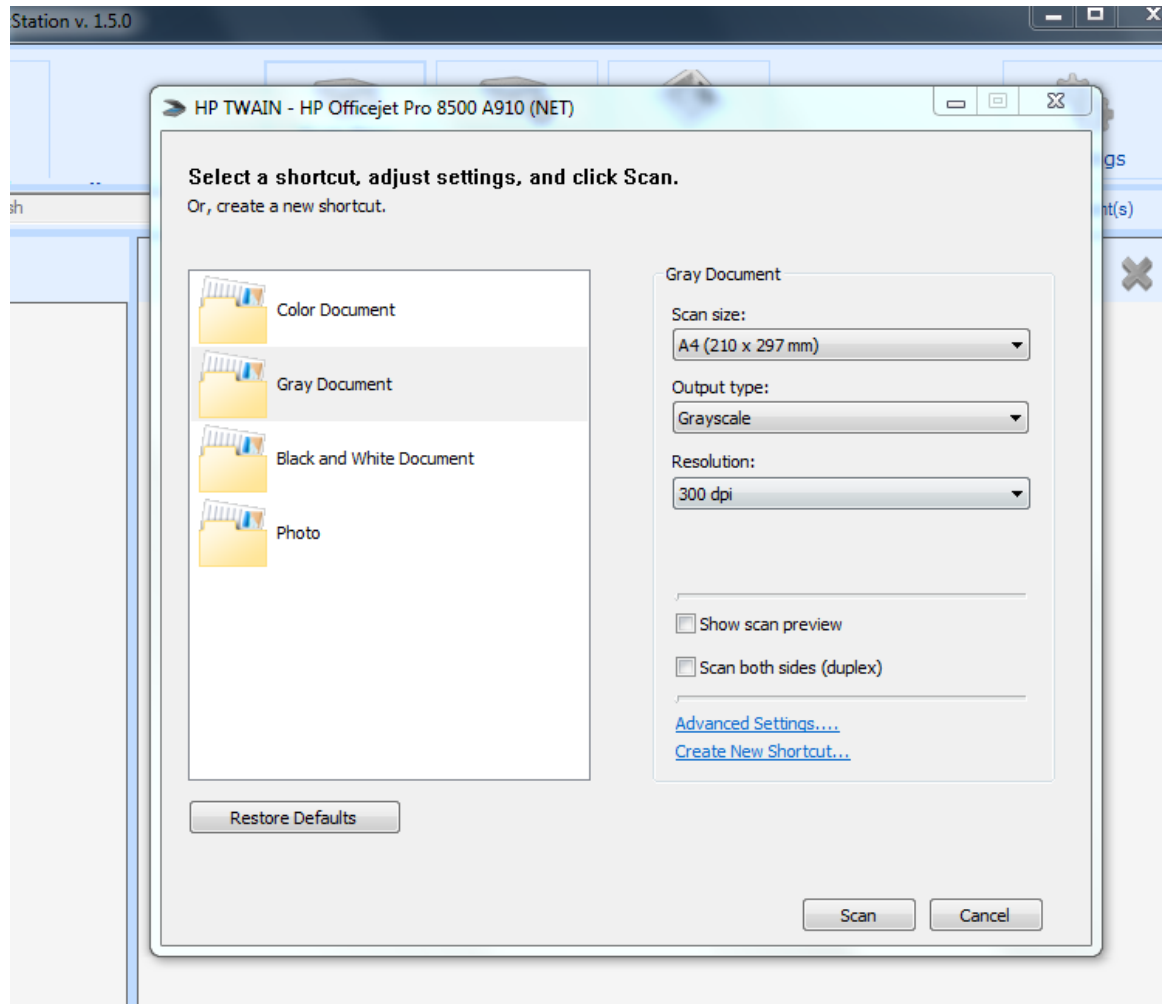 Station v. 1.5.0
HP TWAIN - HP Officejet Pro 8500 A910 (NET)
gs
sh
nt(s)
Select a shortcut, adjust settings, and click Scan.
Or, create a new shortcut.
Color Document
Gray Document
Black and White Document
Photo
Restore Defaults
Gray Document
Scan size:
A4 (210 x 297 mm)
Output type:
Grayscale
Resolution:
300 dpi
Show scan preview
Scan both sides (duplex)
Advanced Settings....
Create New Shortcut...
Scan
Cancel